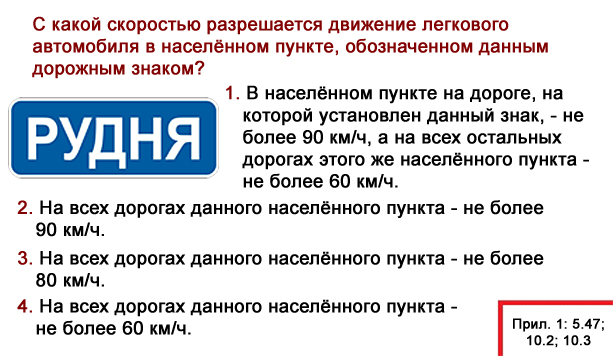 С какой скоростью разрешается движение легкового
автомобиля в населённом пункте, обозначенном данным
дорожным знаком?
РУДНЯ
1. В населённом пункте на дороге, на
которой установлен данный знак, - не
более 90 км/ч, а на всех остальных
дорогах этого же населённого пункта -
не более 60 км/ч.
2. На всех дорогах данного населённого пункта - не более
90 км/ч.
3. На всех дорогах данного населённого пункта - не более
80 км/ч.
4. На всех дорогах данного населённого пункта -
не более 60 км/ч.
Прил. 1: 5.47;
10.2; 10.3